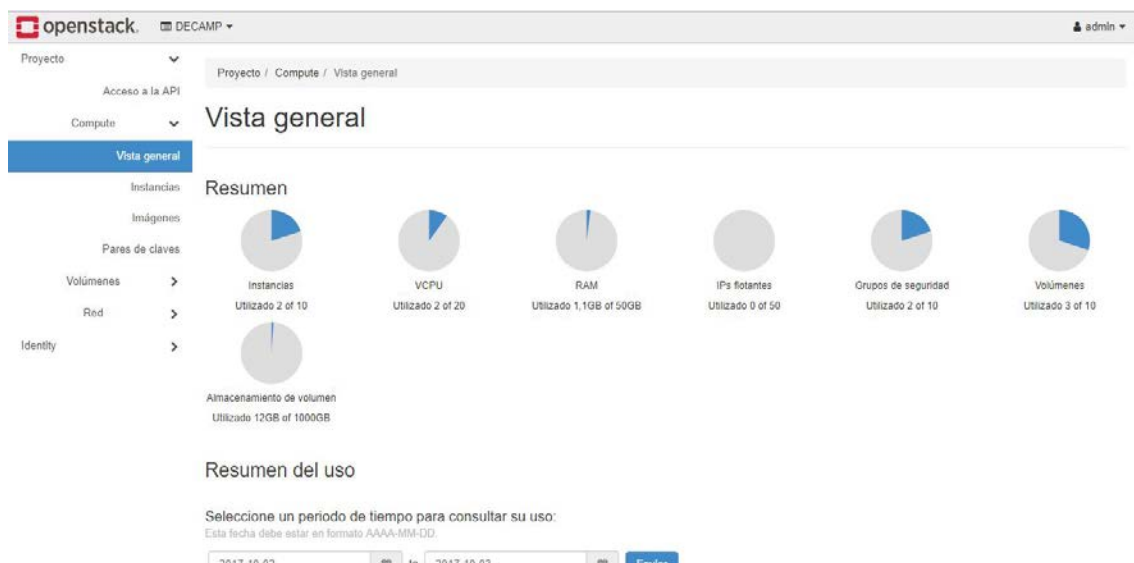 openstack. DECAMP admin
Proyecto
Acceso a la API
Compute
Vista general
Instancias
Imágenes
Pares de claves
Volúmenes
Red
Identity
Proyecto / Compute / Vista general
Vista general
Resumen
Instancias
Utilizado 2 of 10
VCPU
Utilizado 2 of 20
RAM
Utilizado 1,1GB of 50GB
IPs flotantes
Utilizado 0 of 50
Grupos de seguridad
Utilizado 2 of 10
Volúmenes
Utilizado 3 of 10
Almacenamiento de volumen
Utilizado 12GB of 1000GB
Resumen del uso
Seleccione un periodo de tiempo para consultar su uso:
Esta fecha debe estar en formato AAAA-MM-DD.
to Enviar